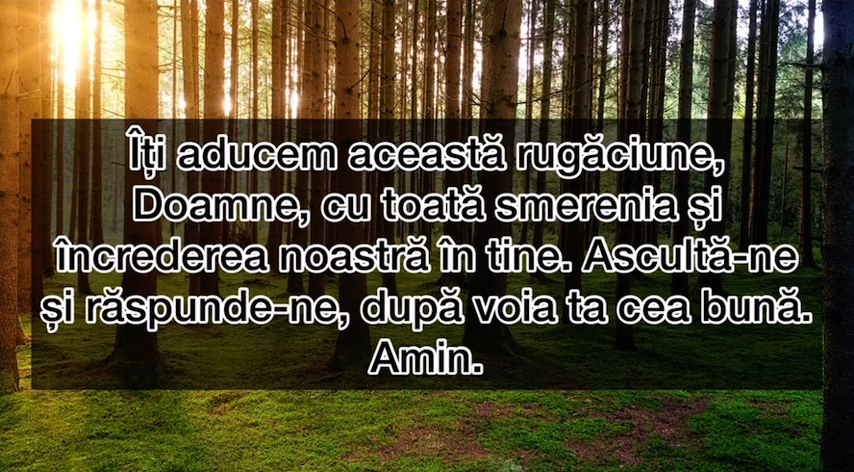 Îți aducem această rugăciune,
Doamne, cu toată smerenia și
încrederea noastră în tine. Ascultă-ne
și răspunde-ne, după voia ta cea bună.
Amin.